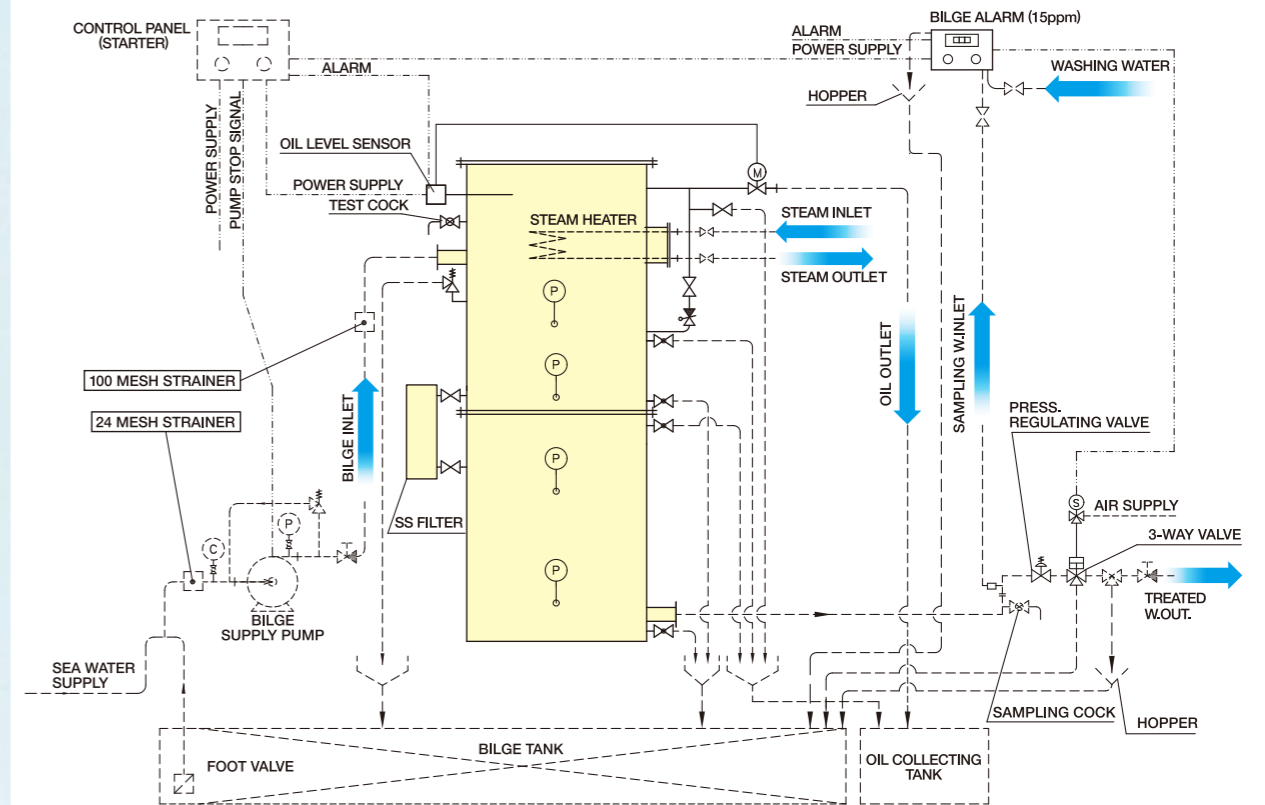 CONTROL PANEL
(STARTER)
ALARM
POWER SUPPLY
PUMP STOP SIGNAL
OIL LEVEL SENSOR
POWER SUPPLY
TEST COCK
BILGE ALARM (15ppm)
ALARM
POWER SUPPLY
WASHING WATER
HOPPER
M
STEAM HEATER
STEAM INLET
STEAM OUTLET
P
P
P
P
100 MESH STRAINER
24 MESH STRAINER
BILGE INLET
SS FILTER
OIL OUTLET
SAMPLING W.INLET
PRESS.
REGULATING VALVE
S
AIR SUPPLY
3-WAY VALVE
TREATED
W.OUT.
C
P
BILGE
SUPPLY PUMP
SEA WATER
SUPPLY
SAMPLING COCK
HOPPER
FOOT VALVE
BILGE TANK
OIL COLLECTING
TANK